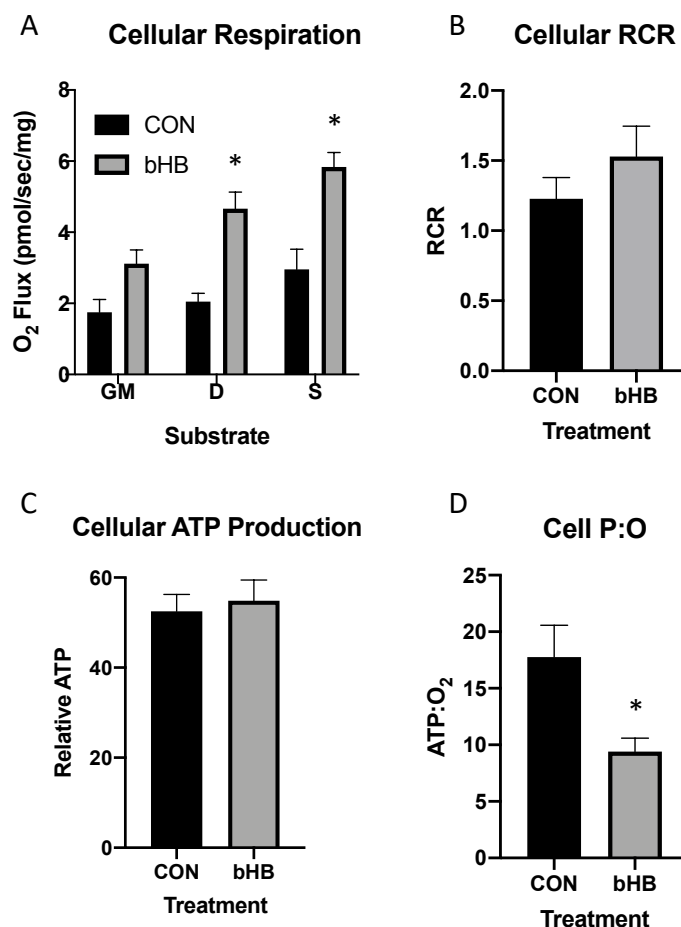 A
Cellular Respiration
CON
bHB
*
*
8
6
4
2
0
O2 Flux (pmol/sec/mg)
GM D S
Substrate
B
Cellular RCR
2.0
1.5
1.0
0.5
0.0
RCR
CON bHB
Treatment
C
Cellular ATP Production
60
40
20
0
Relative ATP
CON bHB
Treatment
D
Cell P:O
25
20
15
10
5
0
ATP:O2
*
CON bHB
Treatment